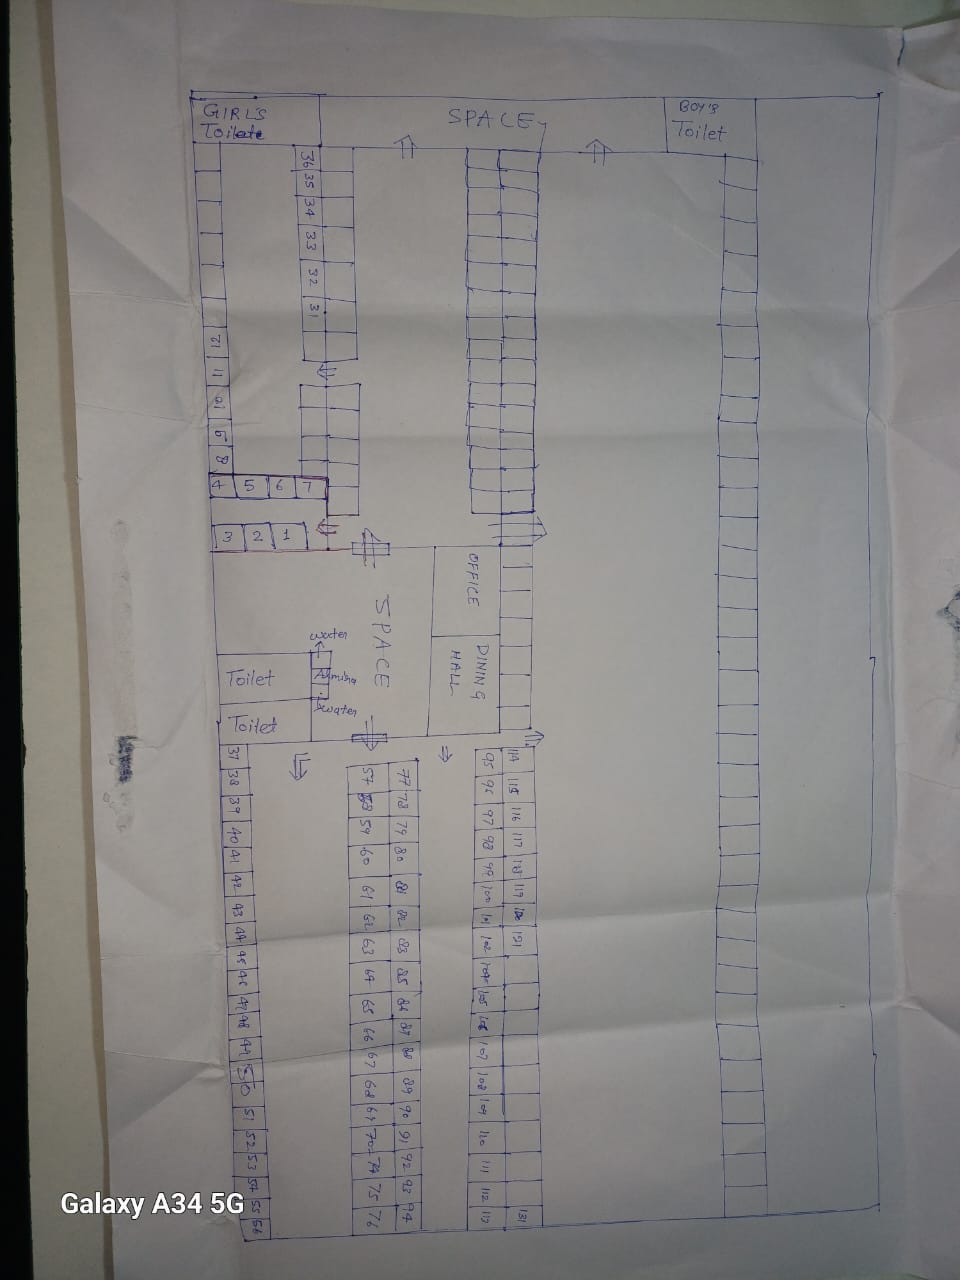 GIRL'S
Toilete
SPACE
BOY'S
Toilet
36 35 34 33 32 31
12 11 10 9 8
4 5 6 7
3 2 1
OFFICE
SPACE
DINING
HALL
water
Toilet
Almira
water
Toilet
37 38 39 40 41 42 43 44 45 46 47 48 49 50 51 52 53 54 55 56
57 58 59 60 61 62 63 64 65 66 67 68 69 70 74 75 76
77 78 79 80 81 82 83 85 86 87 88 89 90 91 92 93 94
95 96 97 98 99 100 101 102 104 105 106 107 108 109 110 111 112 113
114 115 116 117 118 119 120 121
131
Galaxy A34 5G